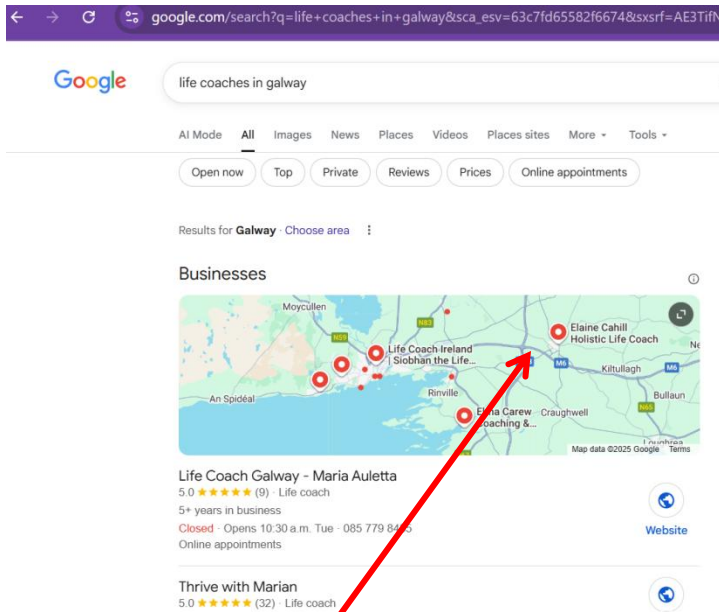 google.com/search?q=life+coaches+in+galway&sca_esv=63c7fd65582f6674&sxsrf=AE3TifN
Google
life coaches in galway
AI Mode All Images News Places Videos Places sites More Tools
Open now Top Private Reviews Prices Online appointments
Results for Galway · Choose area
Businesses
Moycullen
N59
N83
Life Coach Ireland
| Siobhan the Life...
Elaine Cahill
Holistic Life Coach
Ne
M6
Kiltullagh
M6
An Spidéal
Rinville
Bullaun
N65
Carew
Craughwell
Coaching &...
Loughrea
Map data ©2025 Google Terms
Life Coach Galway - Maria Auletta
5.0 ★★★★★ (9) · Life coach
5+ years in business
Closed · Opens 10:30 a.m. Tue · 085 779
Online appointments
Website
Thrive with Marian
5.0 ★★★★★ (32) · Life coach